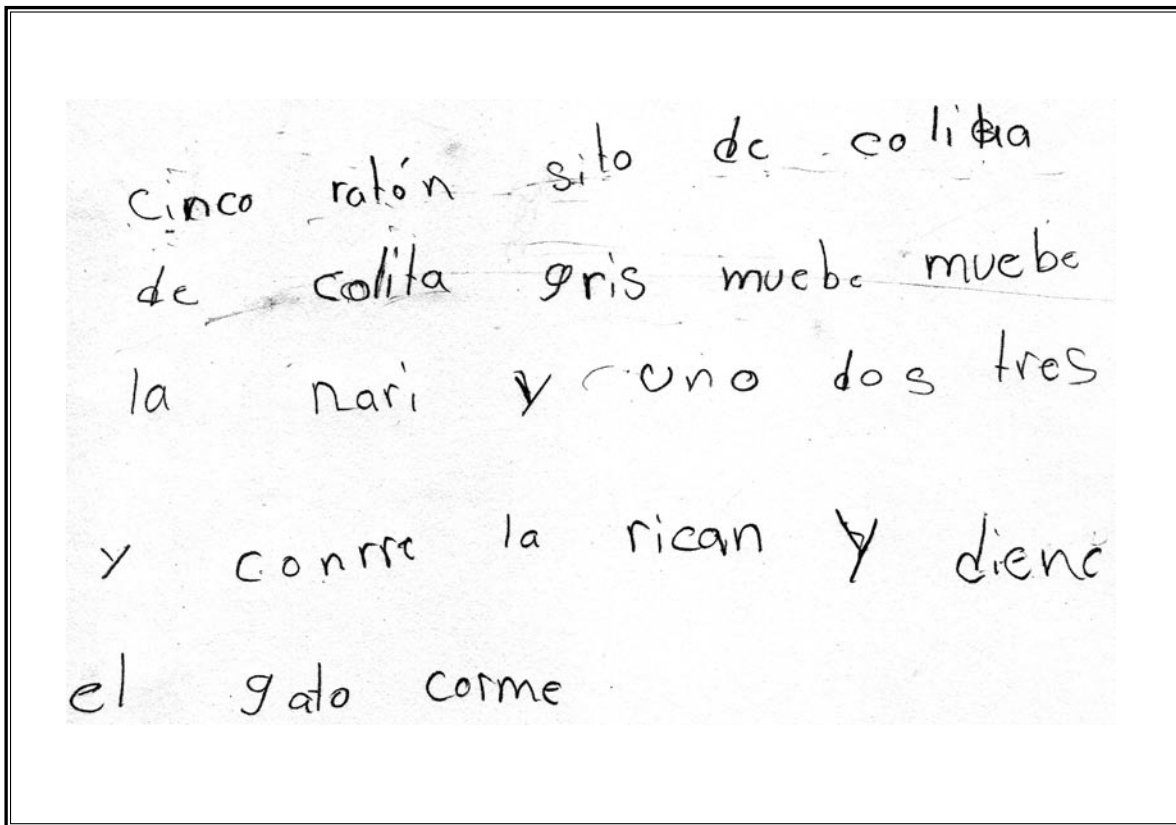 cinco ratón sito de colita
de colita gris muebe muebe
la nari y uno dos tres
y conrre la rican y diene
el gato corme